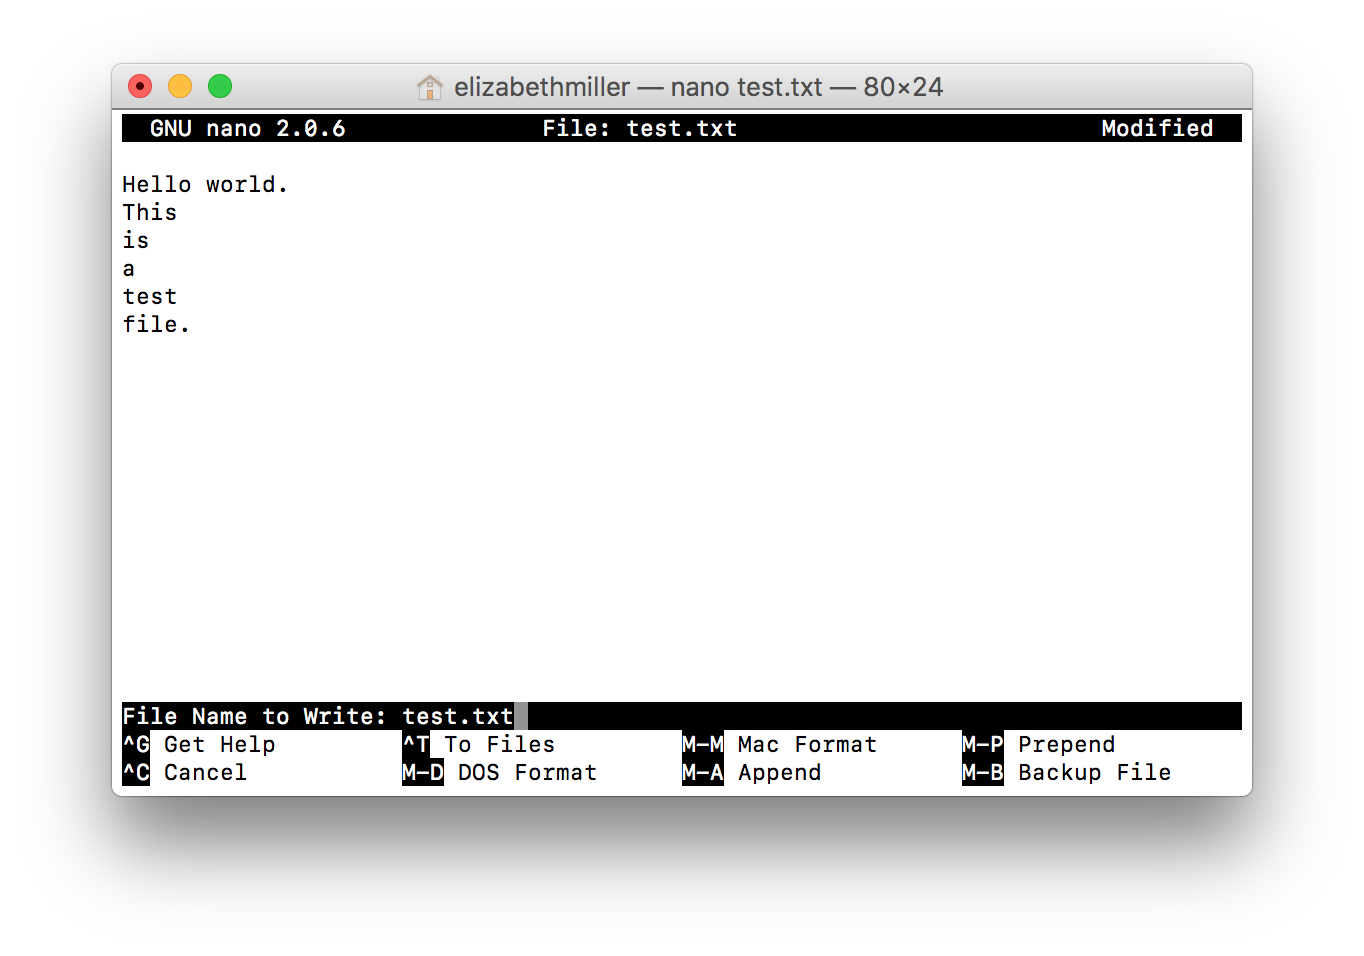 elizabethmiller — nano test.txt — 80×24
GNU nano 2.0.6 File: test.txt Modified
Hello world.
This
is
a
test
file.
File Name to Write: test.txt
^G Get Help ^T To Files M-M Mac Format M-P Prepend
^C Cancel M-D DOS Format M-A Append M-B Backup File